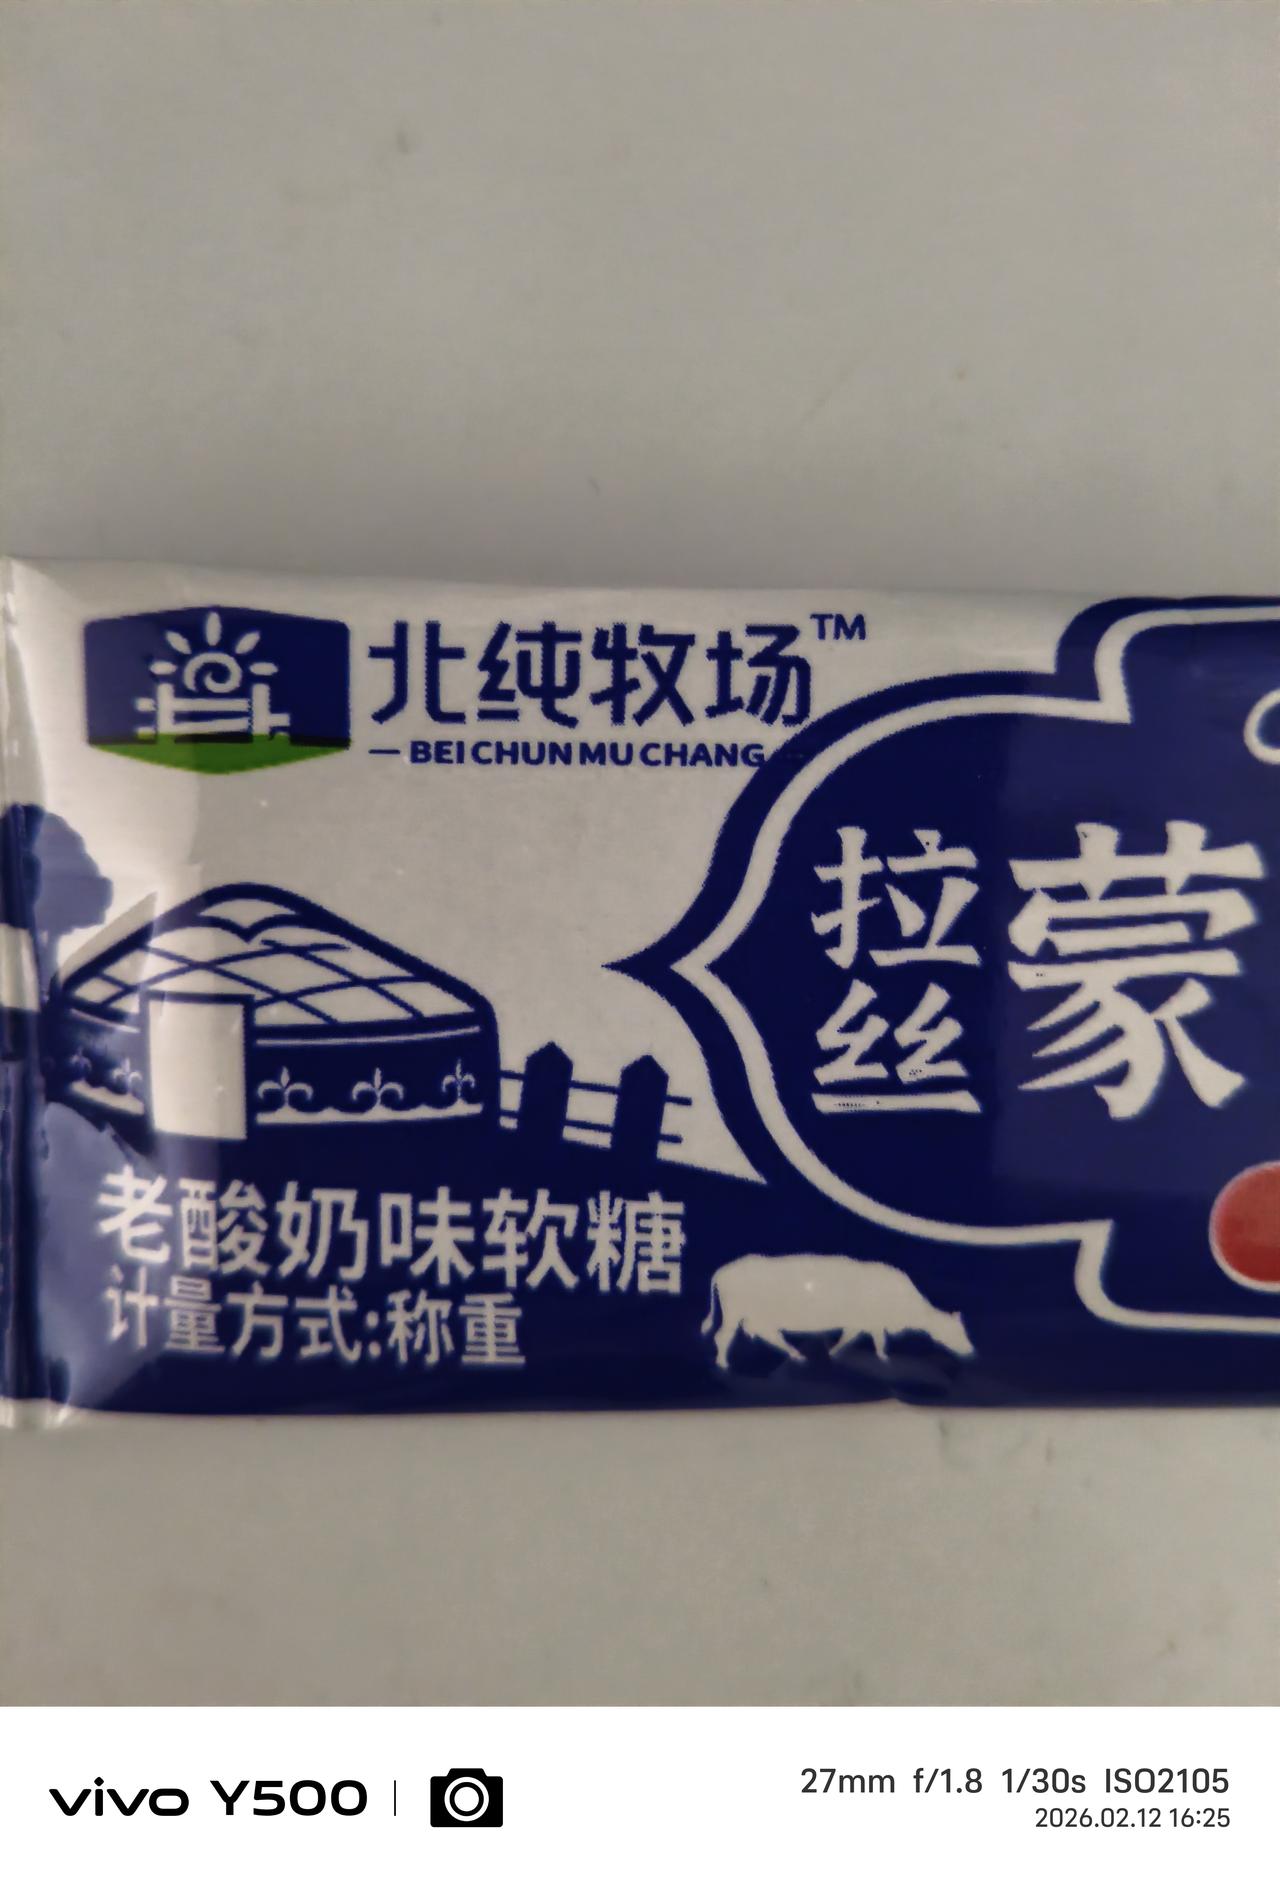 北纯牧场™
BEI CHUN MU CHANG
拉丝
蒙
老酸奶味软糖
计量方式:称重
vivo Y500
27mm f/1.8 1/30s ISO2105
2026.02.12 16:25